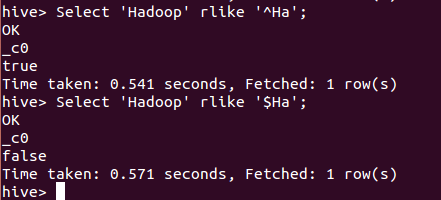 hive> Select 'Hadoop' rlike '^Ha';
OK
_c0
true
Time taken: 0.541 seconds, Fetched: 1 row(s)
hive> Select 'Hadoop' rlike '$Ha';
OK
_c0
false
Time taken: 0.571 seconds, Fetched: 1 row(s)
hive>